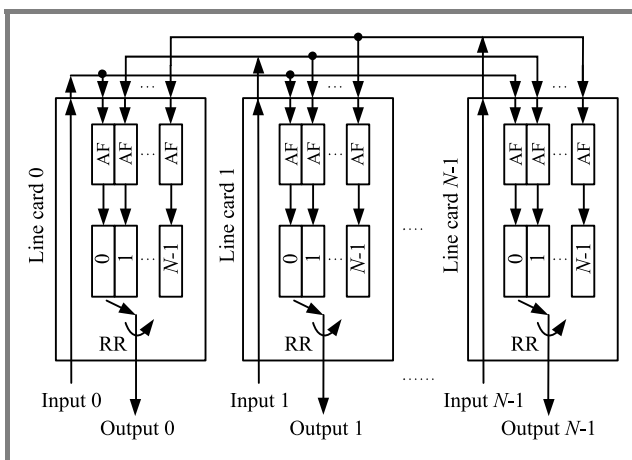 ... ... ...
... ...
Line card 0
AF AF ... AF
0 1 ... N-1
RR
Line card 1
AF AF ... AF
0 1 ... N-1
RR
....
Line card N-1
AF AF ... AF
0 1 ... N-1
RR
......
Input 0
Input 1
Input N-1
Output 0
Output 1
Output N-1